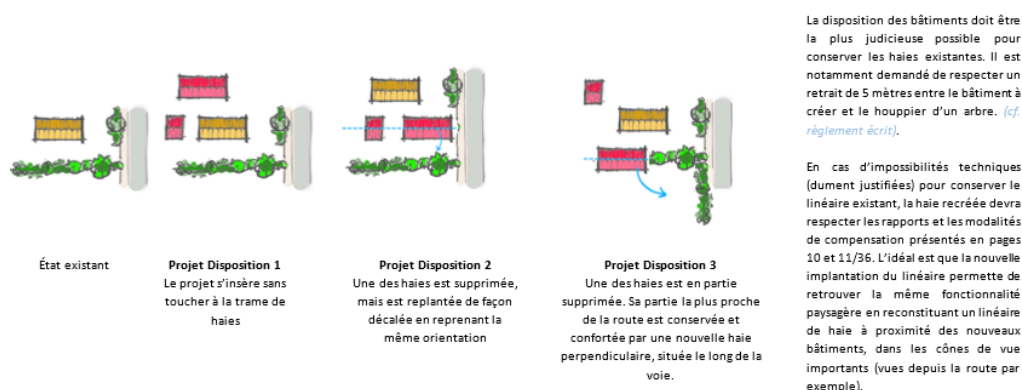 État existant
Projet Disposition 1
Le projet s’insère sans
toucher à la trame de
haies
Projet Disposition 2
Une des haies est supprimée,
mais est replantée de façon
décalée en reprenant la
même orientation
Projet Disposition 3
Une des haies est en partie
supprimée. Sa partie la plus proche
de la route est conservée et
confortée par une nouvelle haie
perpendiculaire, située le long de la
voie.
La disposition des bâtiments doit être
la plus judicieuse possible pour
conserver les haies existantes. Il est
notamment demandé de respecter un
retrait de 5 mètres entre le bâtiment à
créer et le houppier d’un arbre. (cf.
règlement écrit).
En cas d’impossibilités techniques
(dument justifiées) pour conserver le
linéaire existant, la haie recréée devra
respecter les rapports et les modalités
de compensation présentés en pages
10 et 11/36. L’idéal est que la nouvelle
implantation du linéaire permette de
retrouver la même fonctionnalité
paysagère en reconstituant un linéaire
de haie à proximité des nouveaux
bâtiments, dans les cônes de vue
importants (vues depuis la route par
exemple).